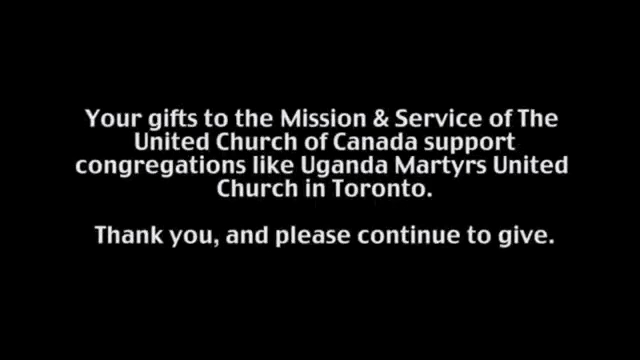 Your gifts to the Mission & Service of The
United Church of Canada support
congregations like Uganda Martyrs United
Church in Toronto.
Thank you, and please continue to give.